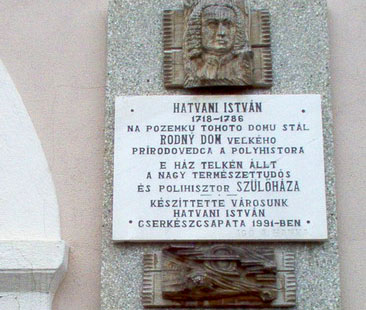 HATVANI ISTVÁN
1718-1786
NA POZEMKU TOHOTO DOMU STÁL
RODNÝ DOM VEĽKÉHO
PRÍRODOVEDCA A POLYHISTORA
E HÁZ TELKÉN ÁLLT
A NAGY TERMÉSZETTUDÓS
ÉS POLIHISZTOR SZÜLŐHÁZA
KÉSZÍTTETTE VÁROSUNK
HATVANI ISTVÁN
CSERKÉSZCSAPATA 1991-BEN